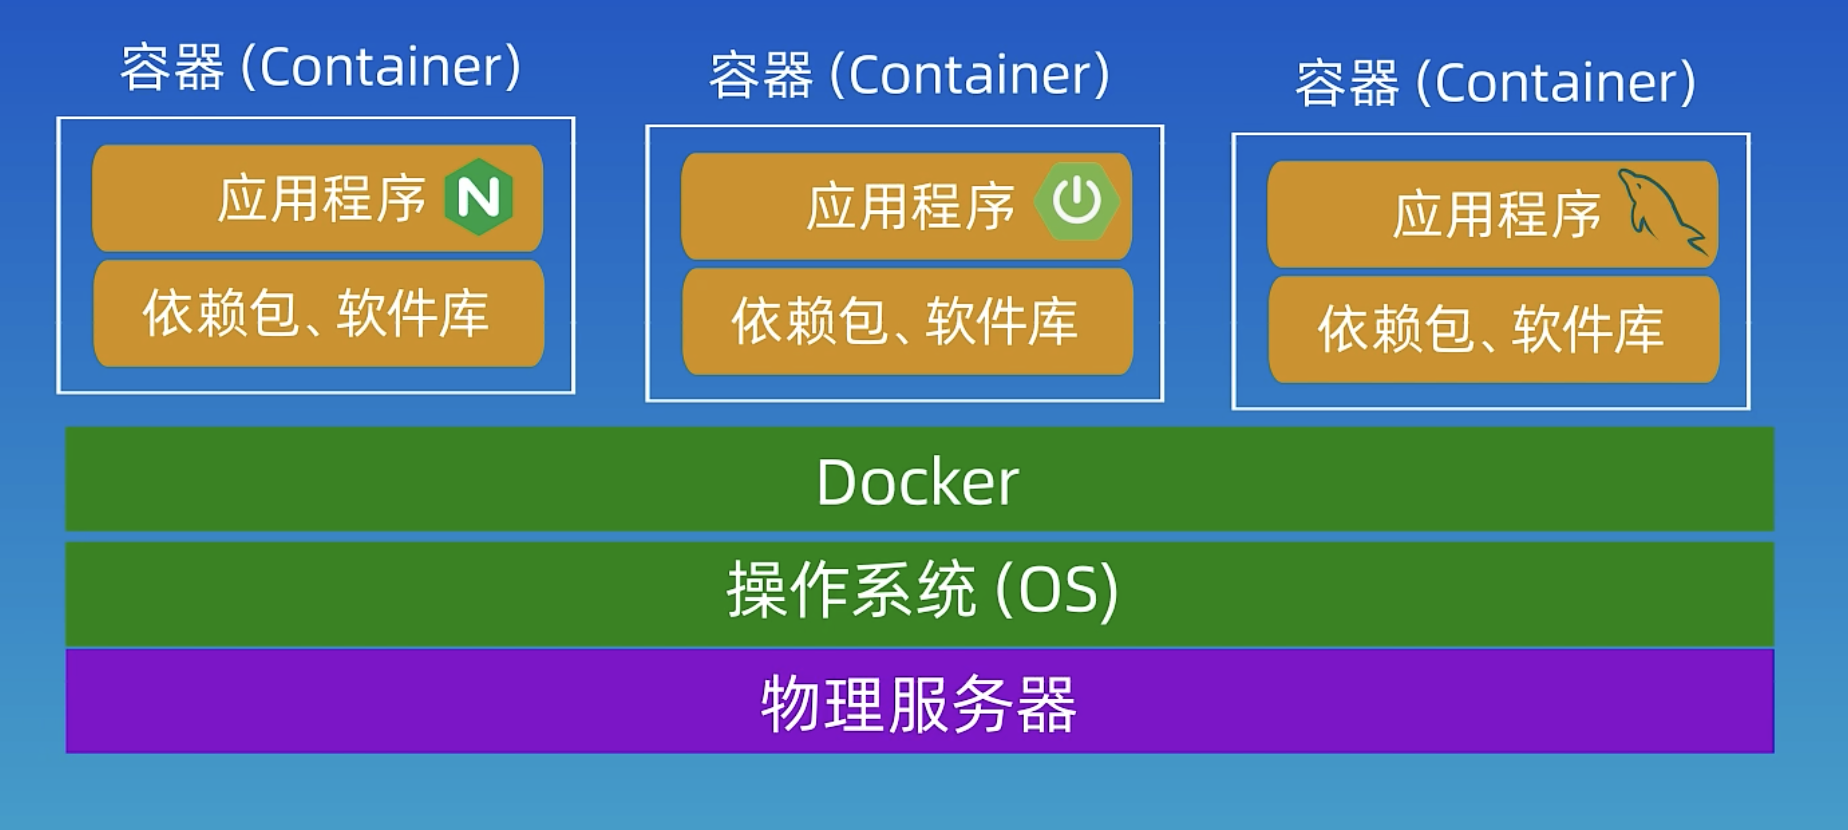 容器 (Container)
应用程序
依赖包、软件库
容器 (Container)
应用程序
依赖包、软件库
容器 (Container)
应用程序
依赖包、软件库
Docker
操作系统 (OS)
物理服务器